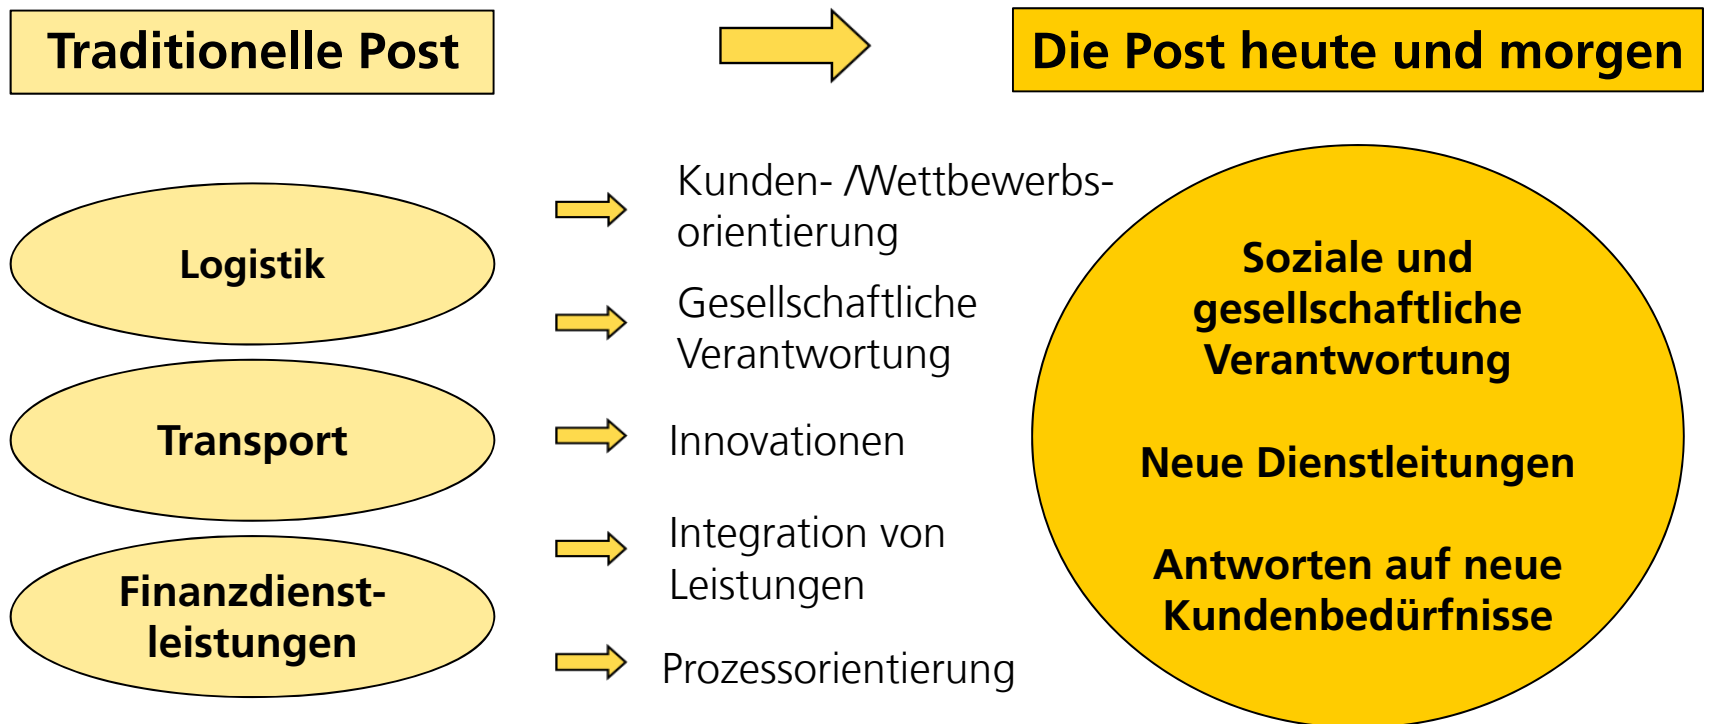 Traditionelle Post
Die Post heute und morgen
Logistik
Transport
Finanzdienst-
leistungen
Kunden- /Wettbewerbs-
orientierung
Gesellschaftliche
Verantwortung
Innovationen
Integration von
Leistungen
Prozessorientierung
Soziale und
gesellschaftliche
Verantwortung
Neue Dienstleitungen
Antworten auf neue
Kundenbedürfnisse